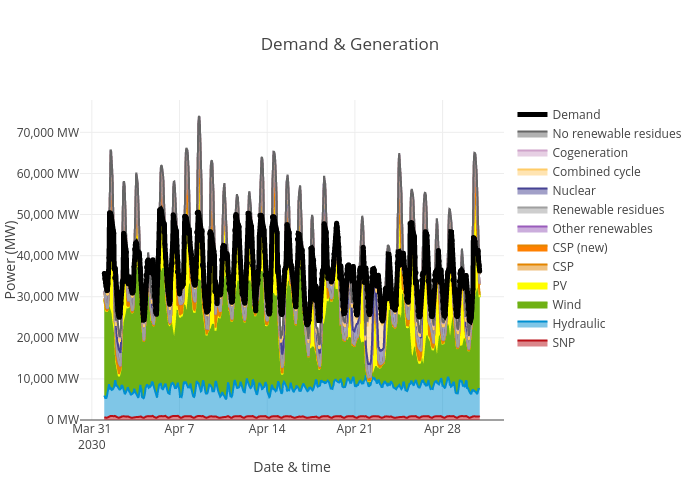 Demand & Generation
70,000 MW
60,000 MW
50,000 MW
40,000 MW
30,000 MW
20,000 MW
10,000 MW
0 MW
Power (MW)
Mar 31
2030
Apr 7
Apr 14
Apr 21
Apr 28
Date & time
Demand
No renewable residues
Cogeneration
Combined cycle
Nuclear
Renewable residues
Other renewables
CSP (new)
CSP
PV
Wind
Hydraulic
SNP